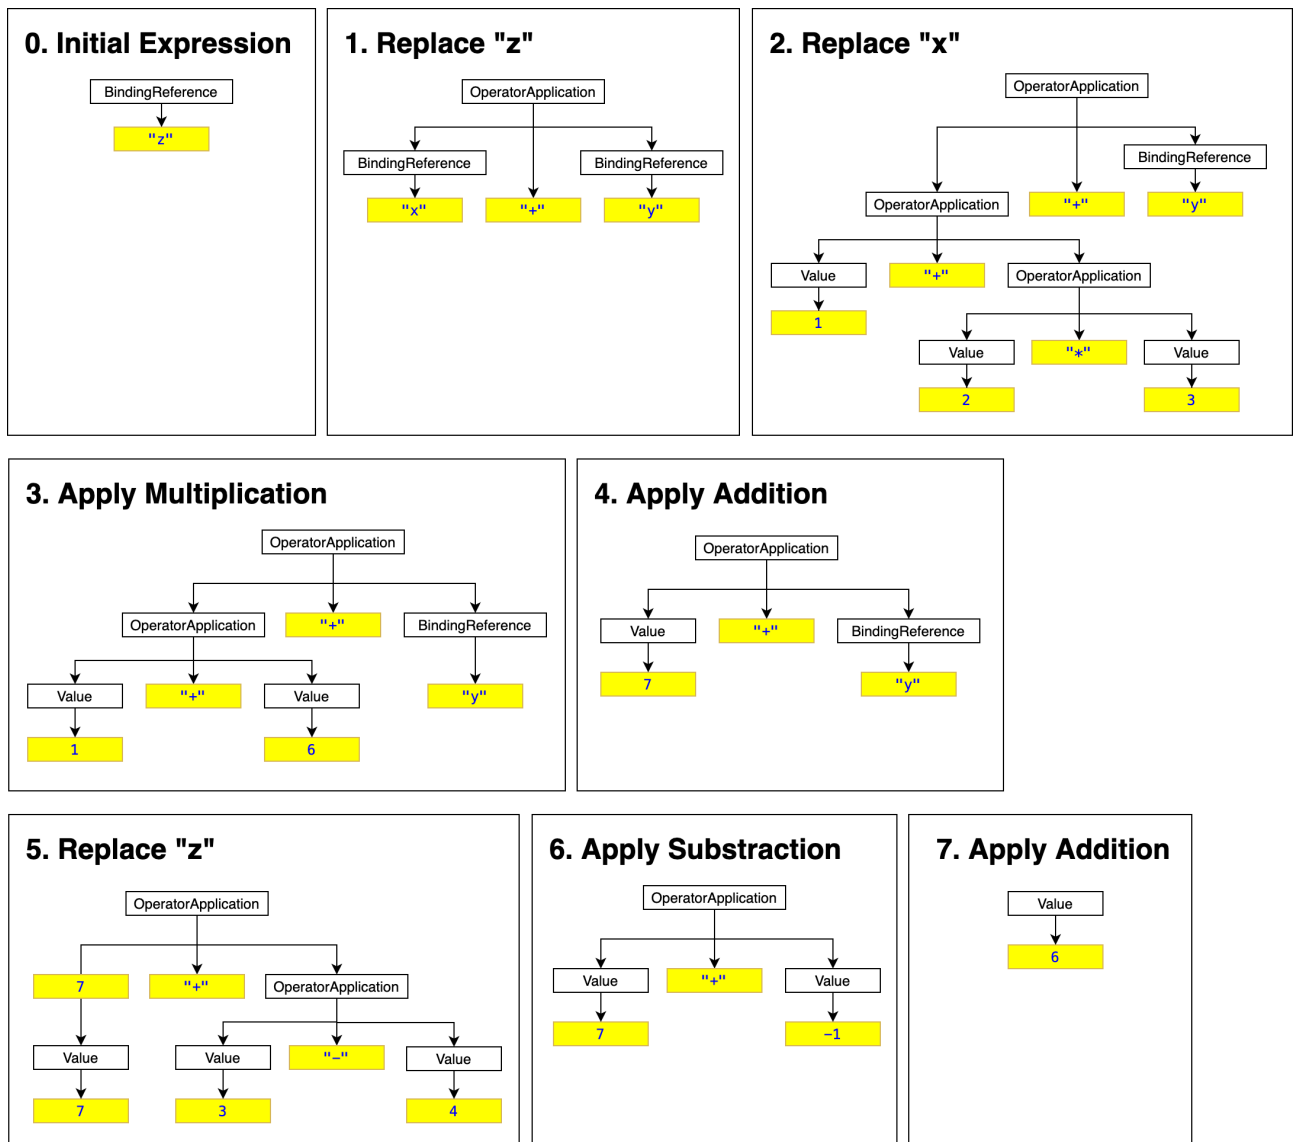 0. Initial Expression
BindingReference
"z"
1. Replace "z"
OperatorApplication
BindingReference
BindingReference
"x"
"+"
"y"
2. Replace "x"
OperatorApplication
BindingReference
OperatorApplication
"+"
"y"
Value
"+"
OperatorApplication
1
Value
"*"
Value
2
3
3. Apply Multiplication
OperatorApplication
OperatorApplication
"+"
BindingReference
Value
"+"
Value
"y"
1
6
4. Apply Addition
OperatorApplication
Value
"+"
BindingReference
7
"y"
5. Replace "z"
OperatorApplication
7
"+"
OperatorApplication
Value
Value
"-"
Value
7
3
4
6. Apply Substraction
OperatorApplication
Value
"+"
Value
7
-1
7. Apply Addition
Value
6